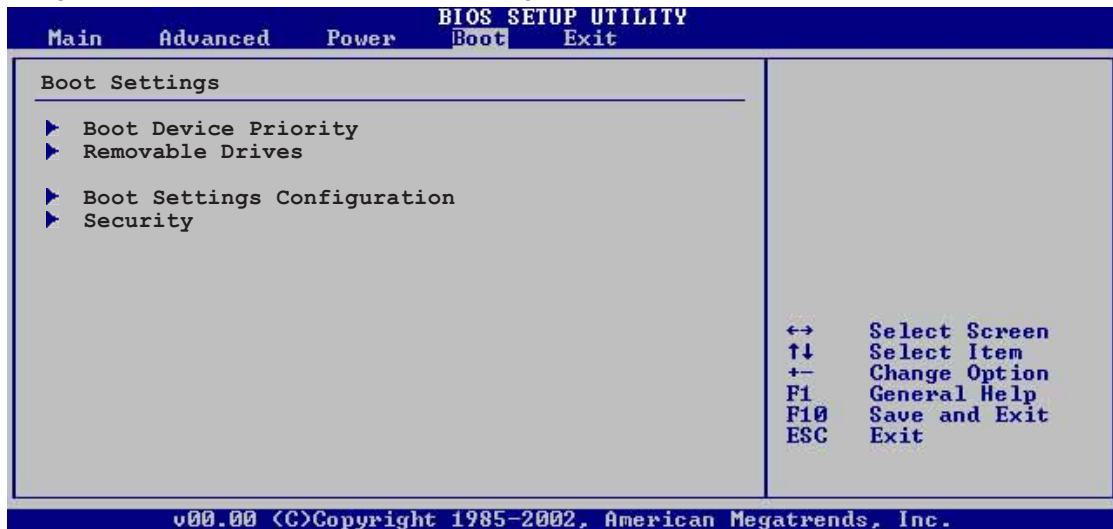 BIOS SETUP UTILITY
Main Advanced Power Boot Exit
Boot Settings
Boot Device Priority
Removable Drives
Boot Settings Configuration
Security
←→ Select Screen
↑↓ Select Item
+- Change Option
F1 General Help
F10 Save and Exit
ESC Exit
v00.00 (C)Copyright 1985-2002, American Megatrends, Inc.